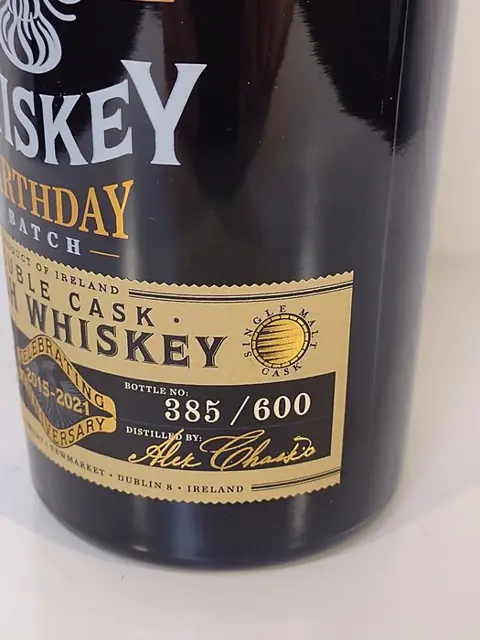 ISKEY
RTHDAY
BATCH
PRODUCT OF IRELAND
UBLE CASK ·
H WHISKEY
SINGLE MALT
CASK
CELEBRATING
2015-2021
ANNIVERSARY
BOTTLE NO:
385/600
DISTILLED BY:
Alex Chasko
NEWMARKET · DUBLIN 8 · IRELAND